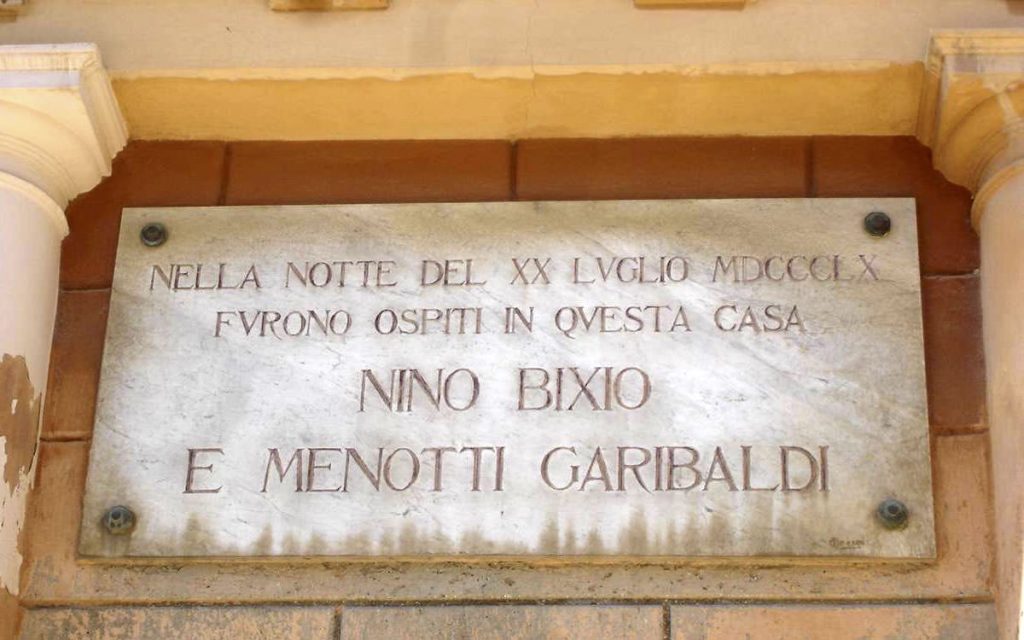 NELLA NOTTE DEL XX LVGLIO MDCCCLX
FVRONO OSPITI IN QVESTA CASA
NINO BIXIO
E MENOTTI GARIBALDI